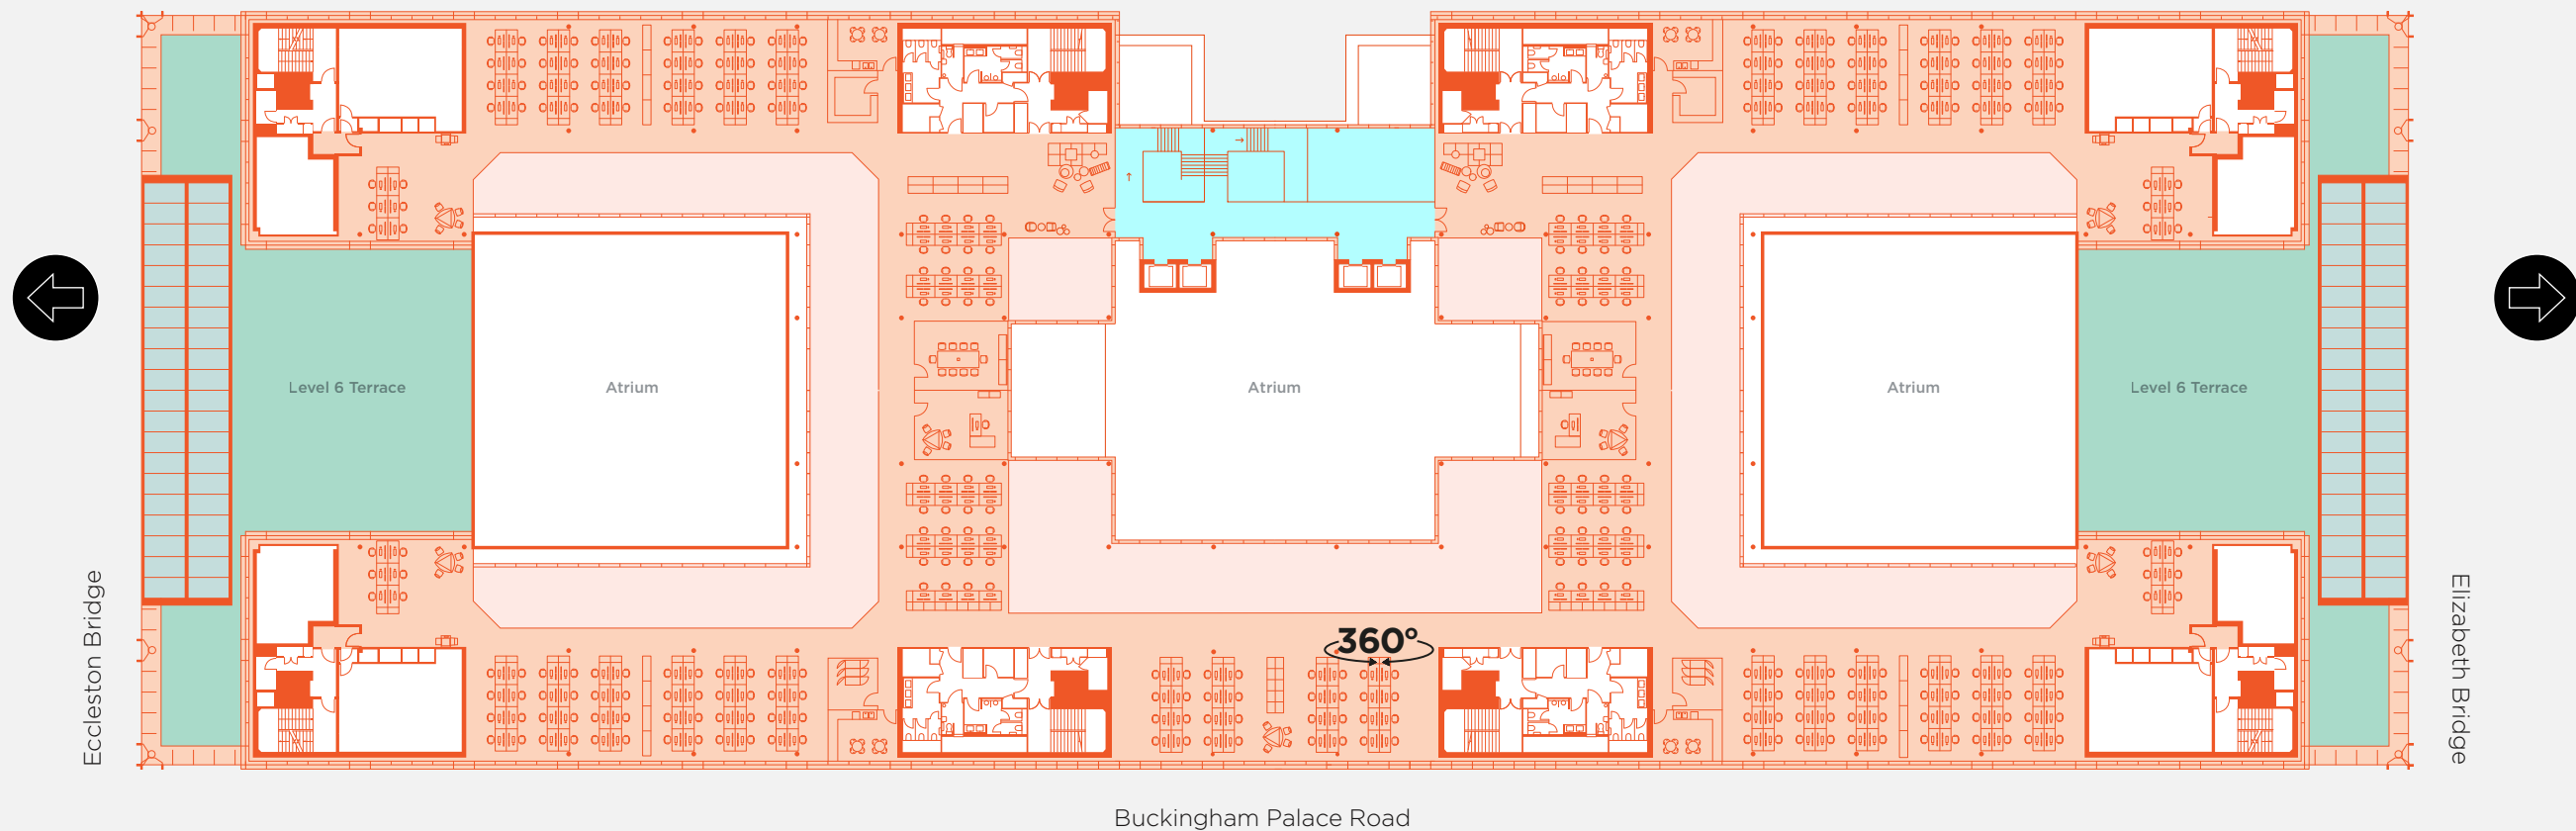 Level 6 Terrace
Atrium
Atrium
Atrium
Level 6 Terrace
Eccleston Bridge
Elizabeth Bridge
360°
Buckingham Palace Road